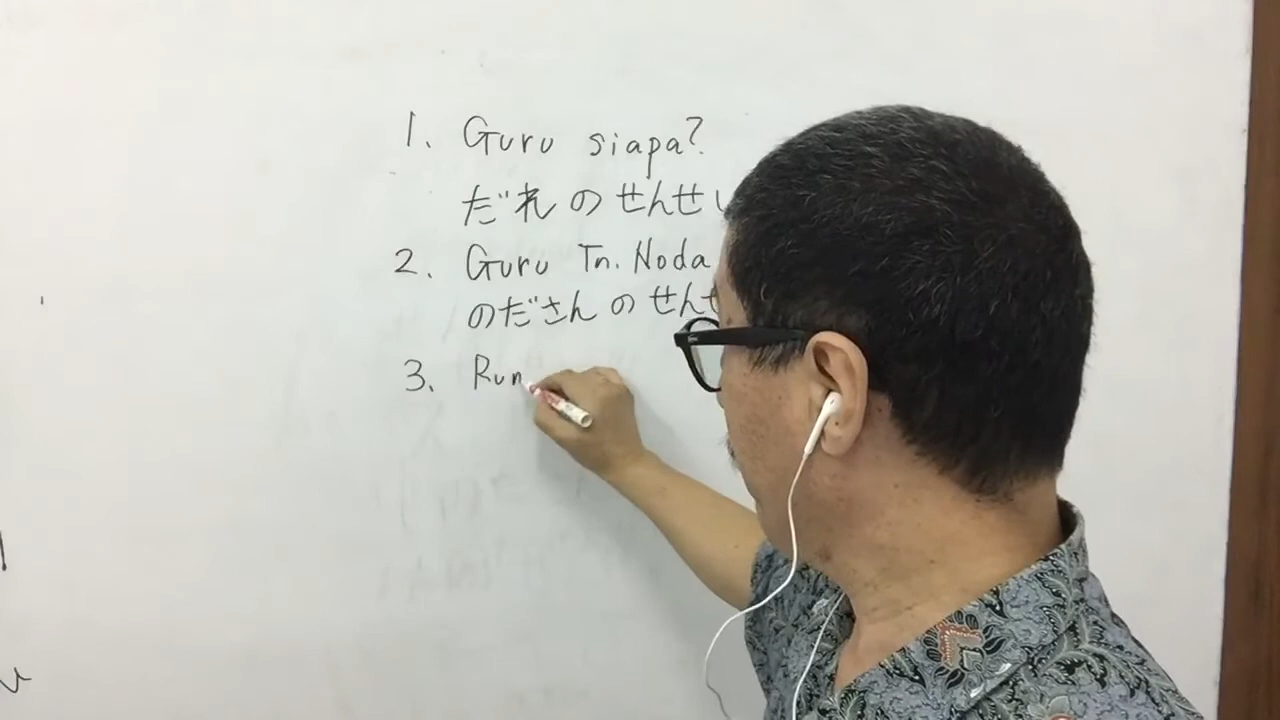 1. Guru siapa?
だれ の せんせい
2. Guru Tn. Noda
のださん の せんせ
3. Run